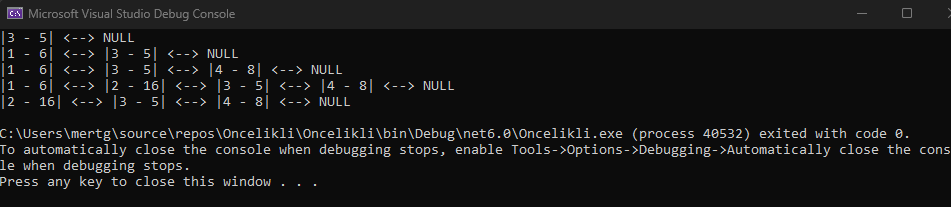 Microsoft Visual Studio Debug Console
|3 - 5| <--> NULL
|1 - 6| <--> |3 - 5| <--> NULL
|1 - 6| <--> |3 - 5| <--> |4 - 8| <--> NULL
|1 - 6| <--> |2 - 16| <--> |3 - 5| <--> |4 - 8| <--> NULL
|2 - 16| <--> |3 - 5| <--> |4 - 8| <--> NULL
C:\Users\mertg\source\repos\Oncelikli\Oncelikli\bin\Debug\net6.0\Oncelikli.exe (process 40532) exited with code 0.
To automatically close the console when debugging stops, enable Tools->Options->Debugging->Automatically close the cons
le when debugging stops.
Press any key to close this window . . .